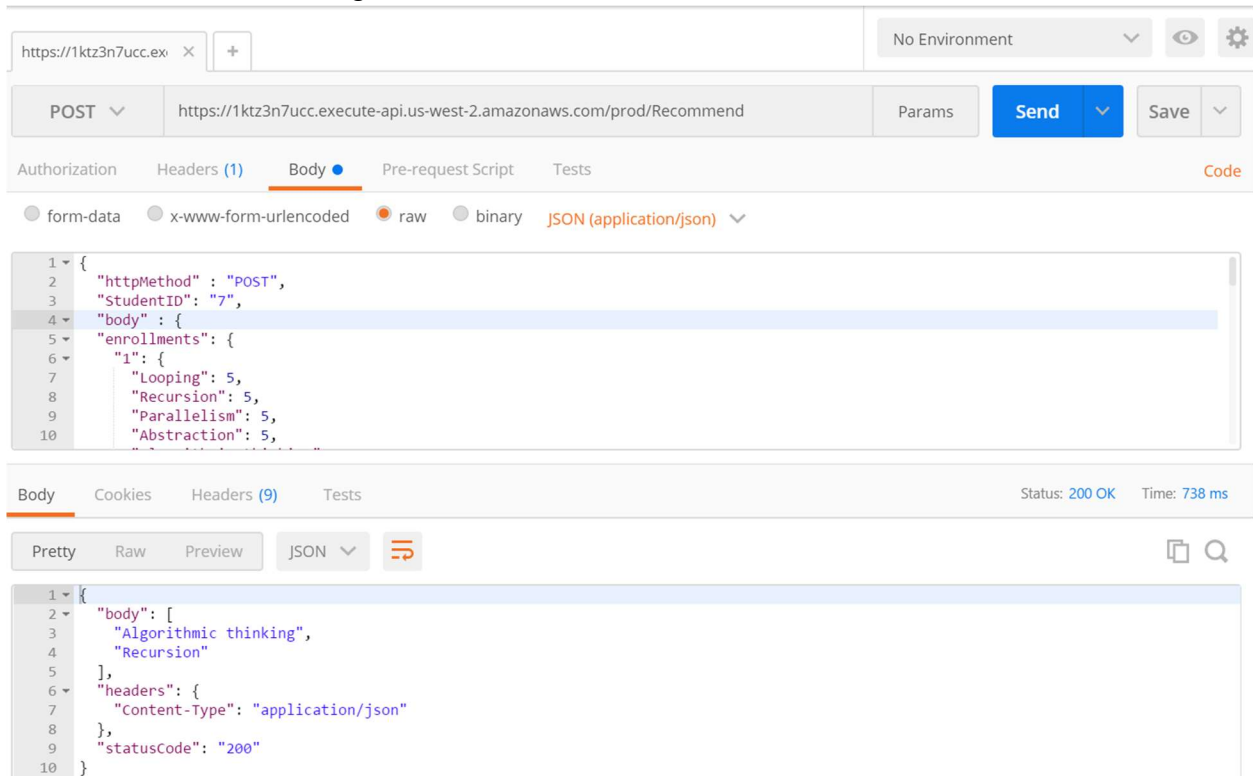 https://1ktz3n7ucc.exe × +
No Environment
POST https://1ktz3n7ucc.execute-api.us-west-2.amazonaws.com/prod/Recommend Params Send Save
Authorization Headers (1) Body Pre-request Script Tests Code
form-data x-www-form-urlencoded raw binary JSON (application/json)
1 {
2 "httpMethod" : "POST",
3 "StudentID": "7",
4 "body" : {
5 "enrollments": {
6 "1": {
7 "Looping": 5,
8 "Recursion": 5,
9 "Parallelism": 5,
10 "Abstraction": 5,
Body Cookies Headers (9) Tests Status: 200 OK Time: 738 ms
Pretty Raw Preview JSON
1 {
2 "body": [
3 "Algorithmic thinking",
4 "Recursion"
5 ],
6 "headers": {
7 "Content-Type": "application/json"
8 },
9 "statusCode": "200"
10 }